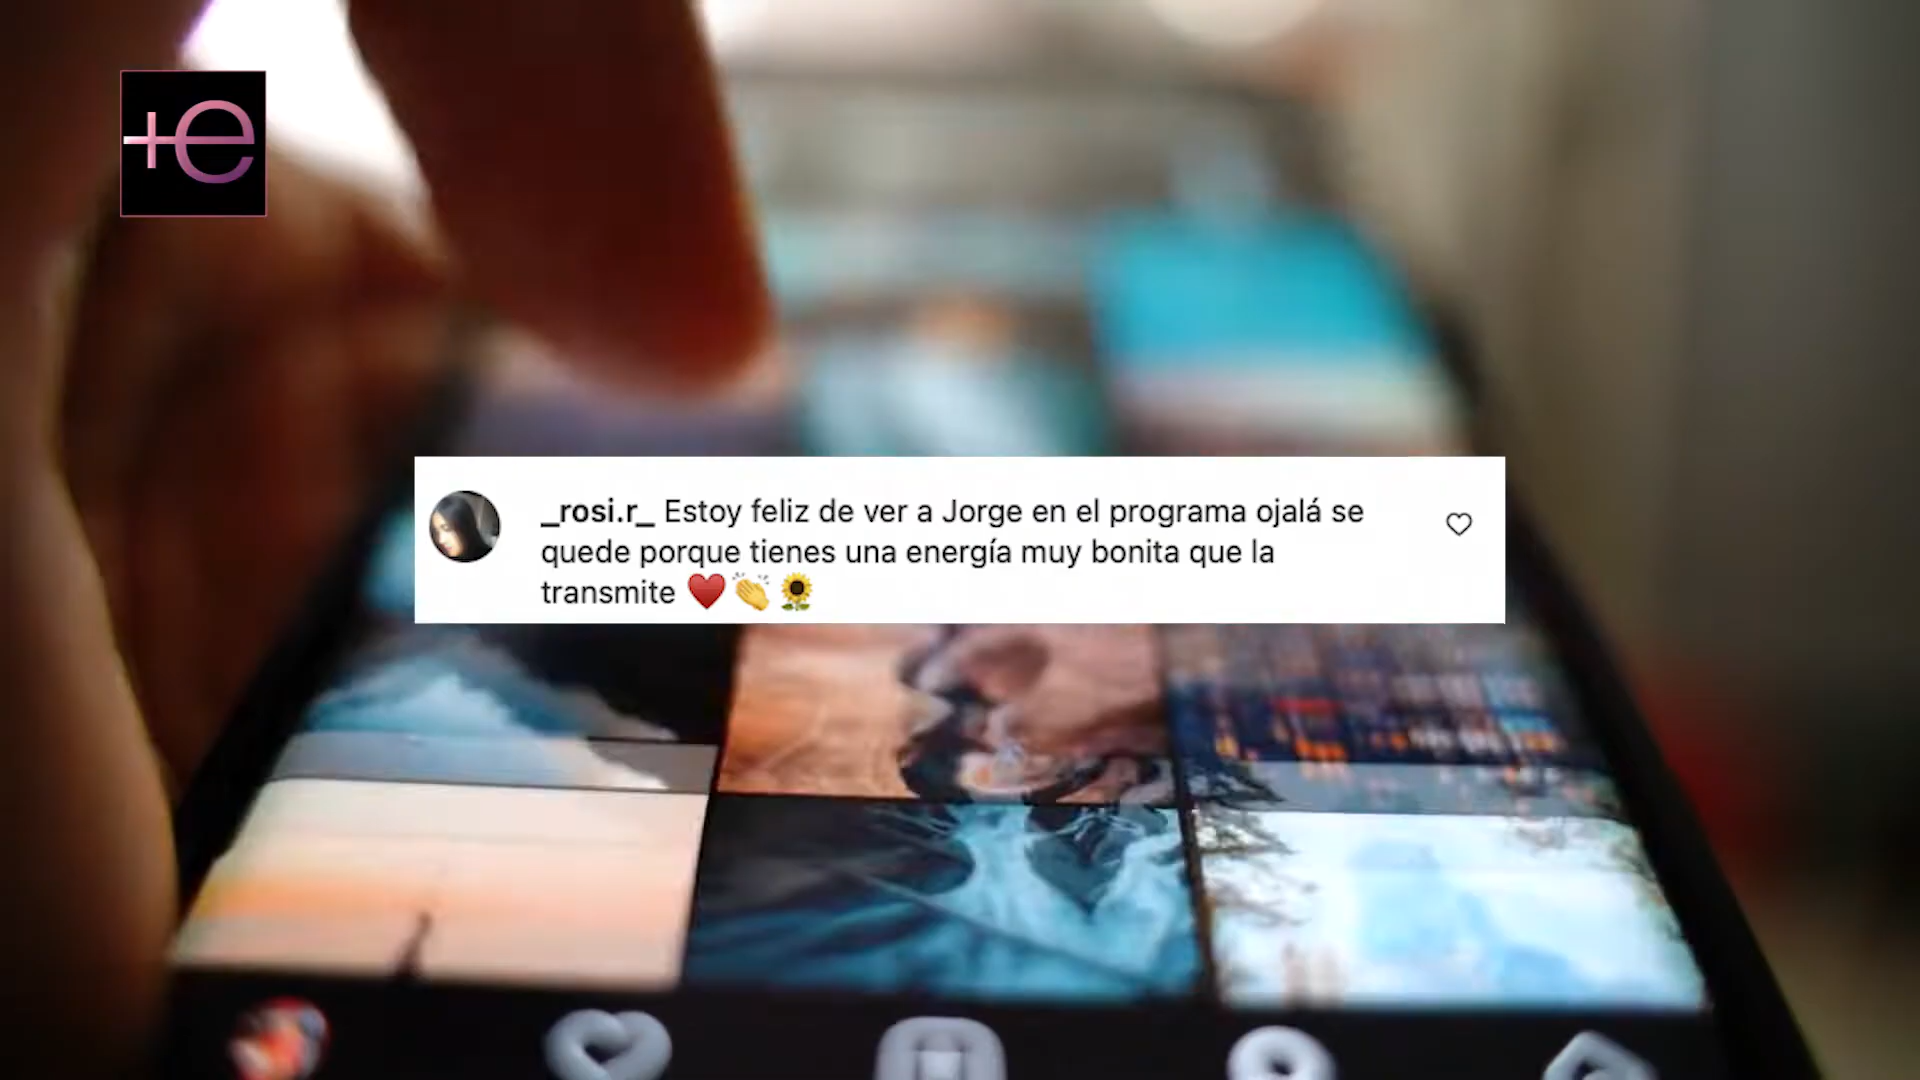 +e
_rosi.r_ Estoy feliz de ver a Jorge en el programa ojalá se
quede porque tienes una energía muy bonita que la
transmite ❤️👏🌻